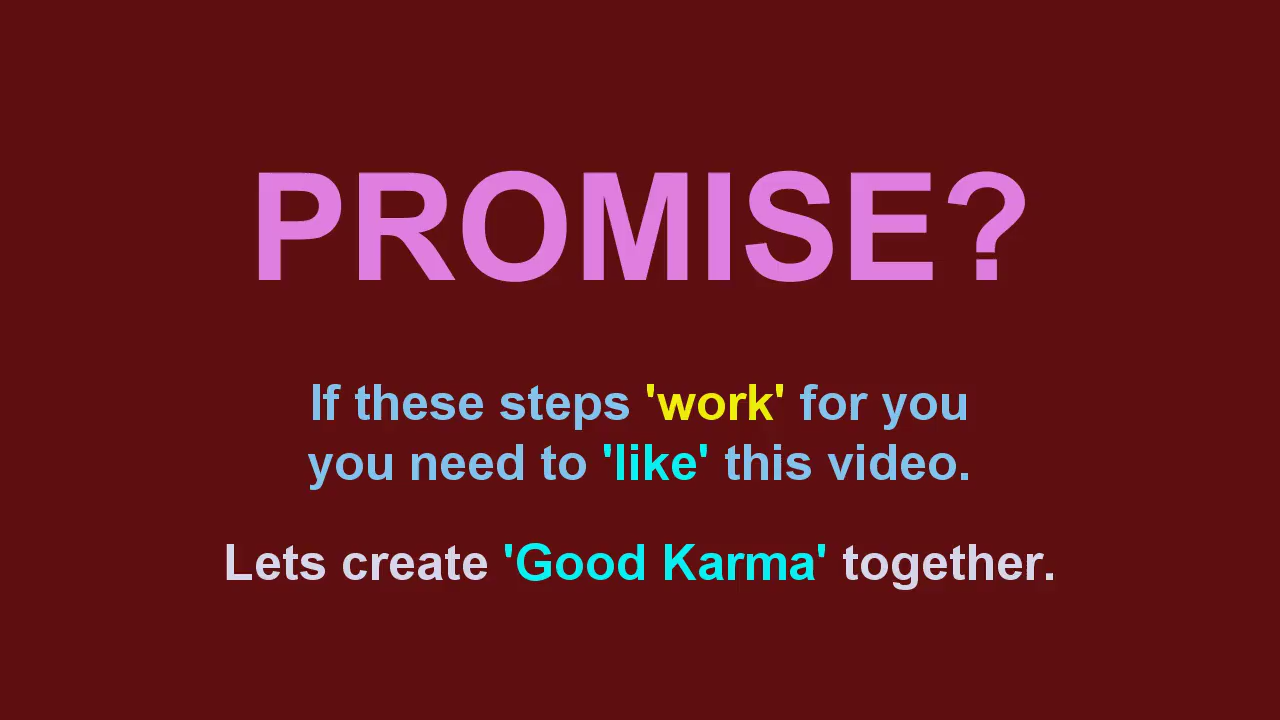 PROMISE?
If these steps 'work' for you
you need to 'like' this video.
Lets create 'Good Karma' together.